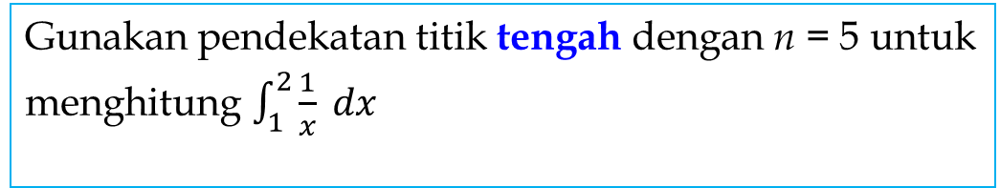 Gunakan pendekatan titik tengah dengan n = 5 untuk
menghitung ∫₁² 1/x dx